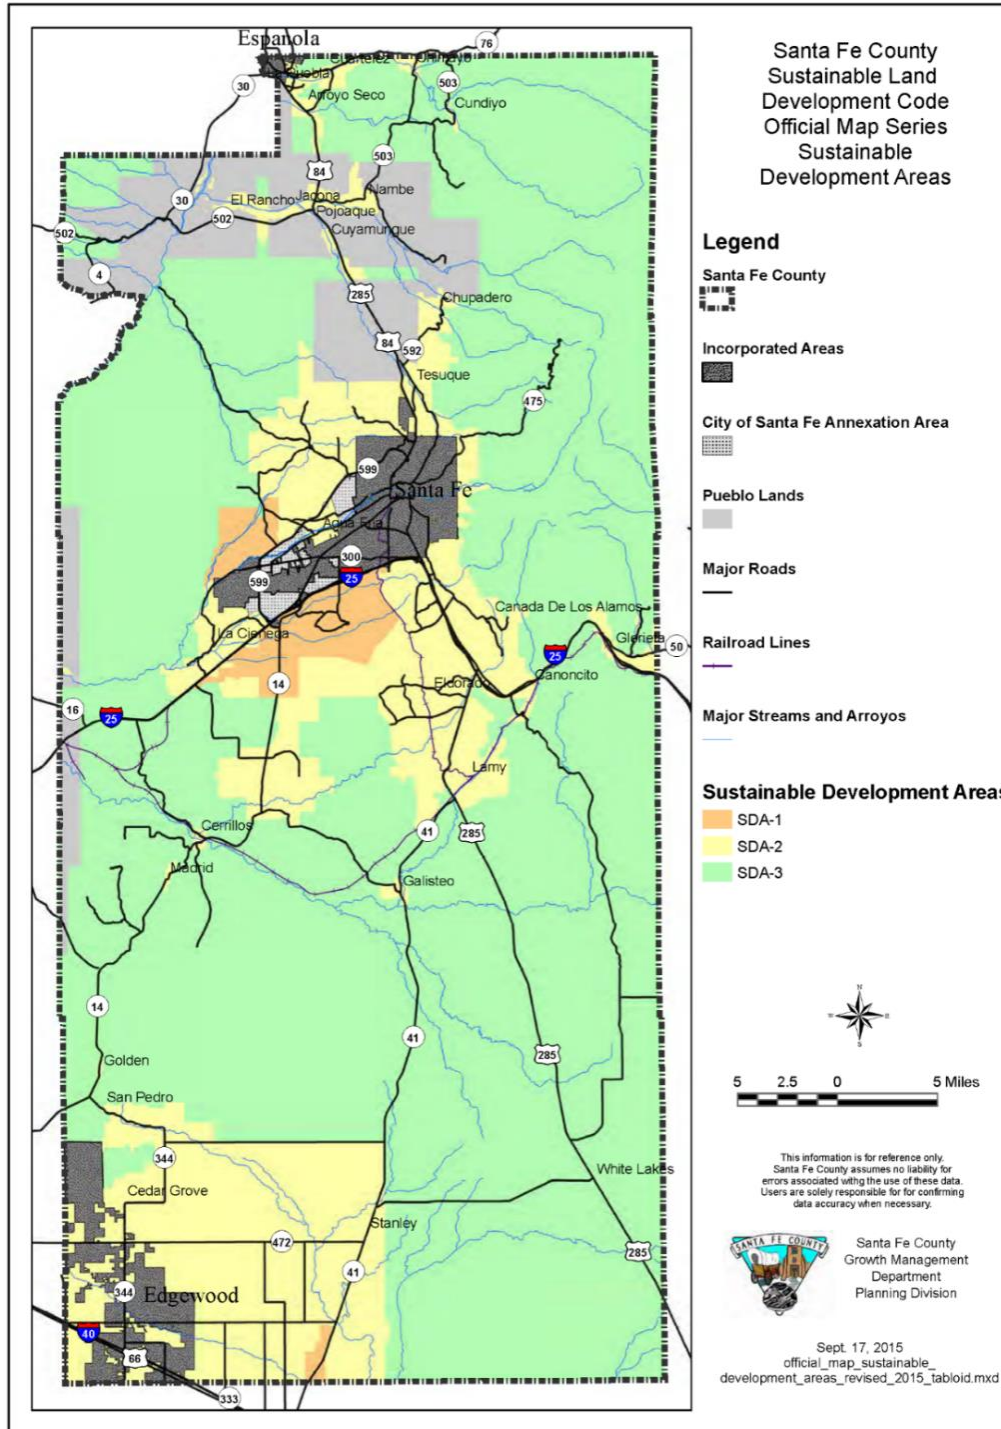 Santa Fe County
Sustainable Land
Development Code
Official Map Series
Sustainable
Development Areas
Legend
Santa Fe County
Incorporated Areas
City of Santa Fe Annexation Area
Pueblo Lands
Major Roads
Railroad Lines
Major Streams and Arroyos
Sustainable Development Areas
SDA-1
SDA-2
SDA-3
N
W
E
S
5 2.5 0 5 Miles
This information is for reference only.
Santa Fe County assumes no liability for
errors associated withg the use of these data.
Users are solely responsible for for confirming
data accuracy when necessary.
SANTA FE COUNTY
Santa Fe County
Growth Management
Department
Planning Division
Sept. 17, 2015
official_map_sustainable_
development_areas_revised_2015_tabloid.mxd
Espanola
76
30
503
Arroyo Seco
Cundiyo
503
84
30
El Rancho
Jacona
Nambe
502
Pojoaque
502
Cuyamungue
4
285
Chupadero
84
592
Tesuque
475
599
Santa Fe
Agua Fria
300
599
25
La Cienega
Canada De Los Alamos
Glorieta
50
25
14
Eldorado
Canoncito
16
25
Lamy
Cerrillos
41
285
Madrid
Galisteo
14
41
285
Golden
San Pedro
344
White Lakes
Cedar Grove
Stanley
472
285
41
344
Edgewood
40
66
333